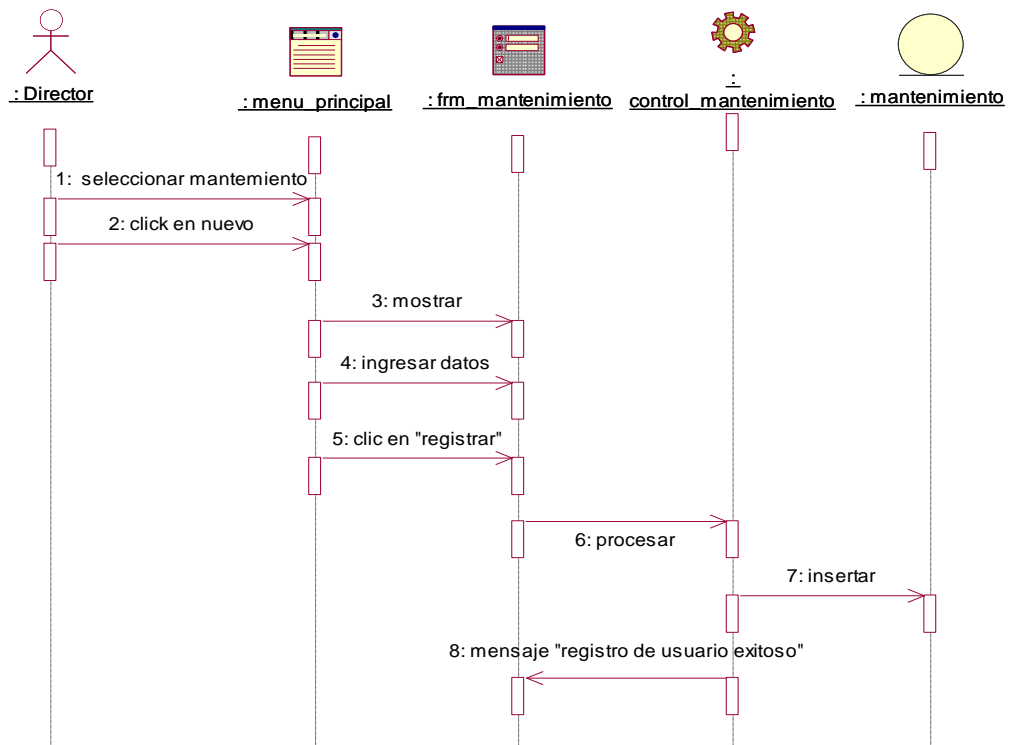 : Director
: menu_principal
: frm_mantenimiento
:
control_mantenimiento
: mantenimiento
1: seleccionar mantemiento
2: click en nuevo
3: mostrar
4: ingresar datos
5: clic en "registrar"
6: procesar
7: insertar
8: mensaje "registro de usuario exitoso"